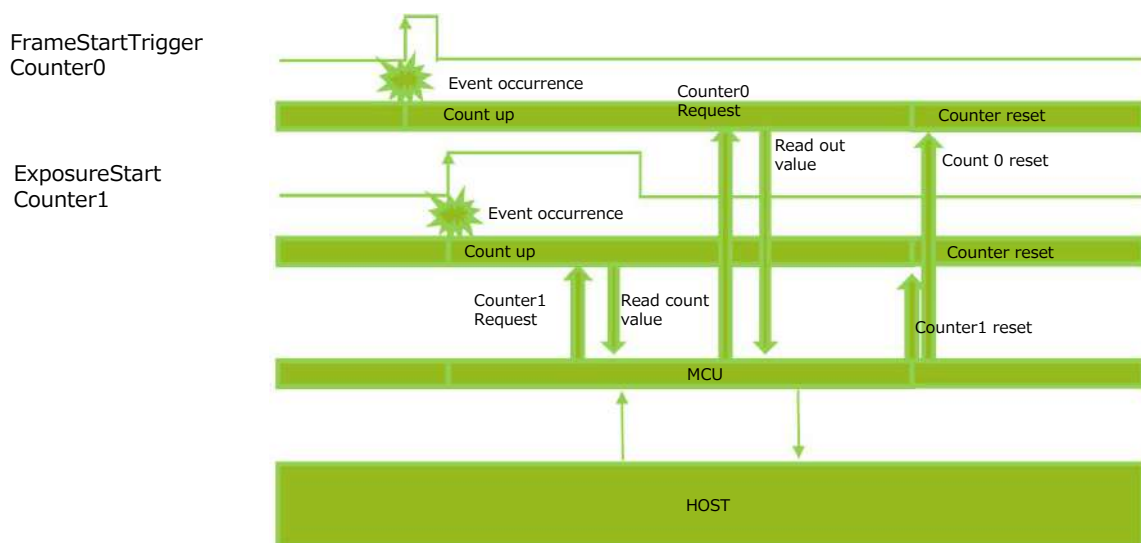 FrameStartTrigger
Counter0
Event occurrence
Counter0
Request
Count up
Counter reset
Read out
value
Count 0 reset
ExposureStart
Counter1
Event occurrence
Count up
Counter reset
Counter1
Request
Read count
value
Counter1 reset
MCU
HOST